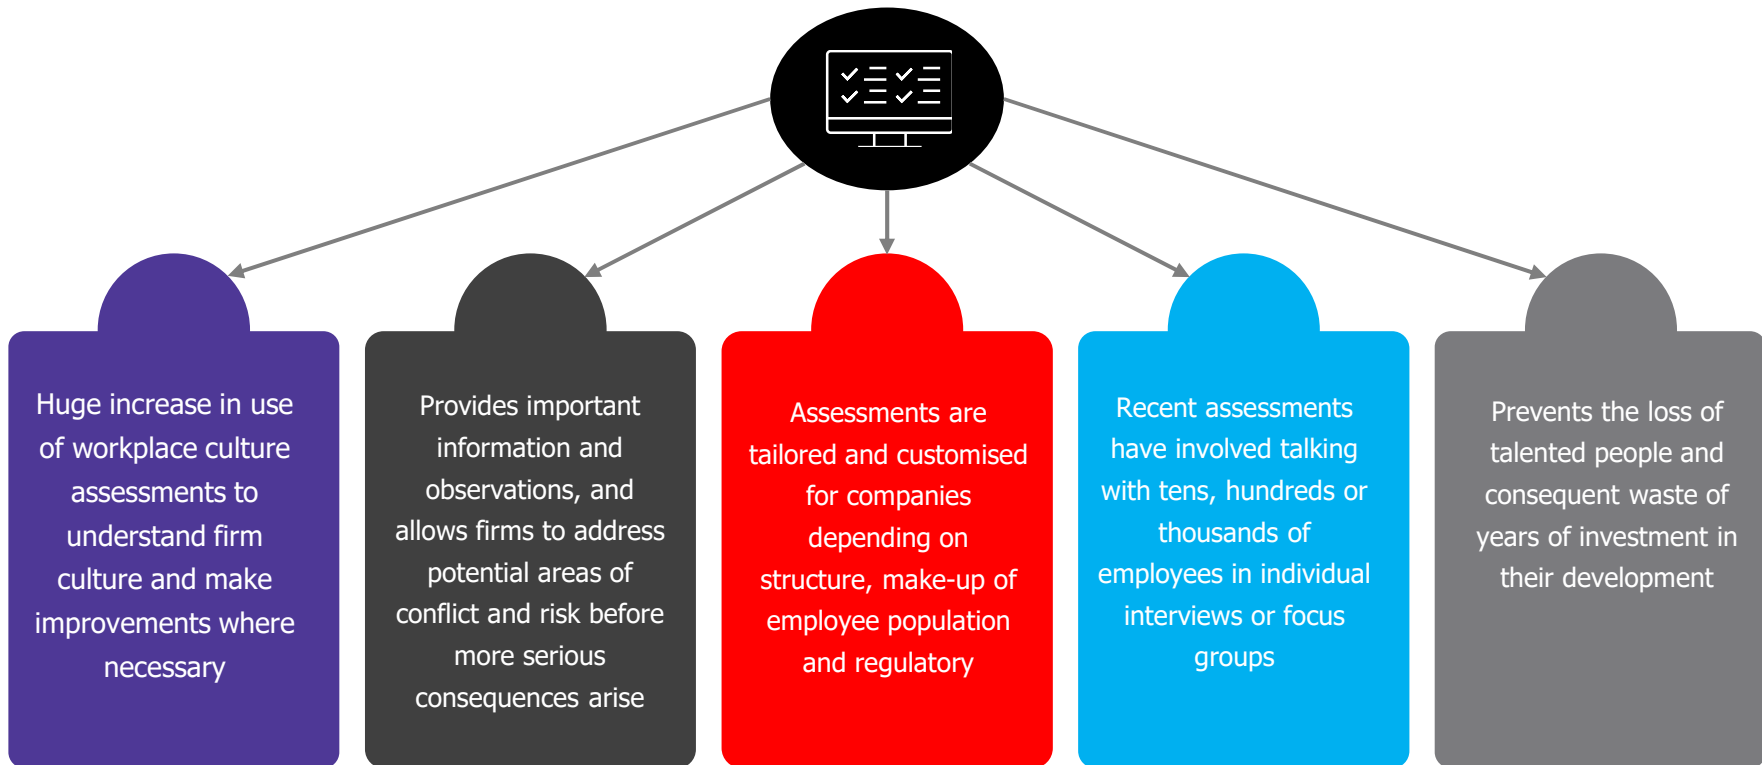 Huge increase in use
of workplace culture
assessments to
understand firm
culture and make
improvements where
necessary
Provides important
information and
observations, and
allows firms to address
potential areas of
conflict and risk before
more serious
consequences arise
Assessments are
tailored and customised
for companies
depending on
structure, make-up of
employee population
and regulatory
Recent assessments
have involved talking
with tens, hundreds or
thousands of
employees in individual
interviews or focus
groups
Prevents the loss of
talented people and
consequent waste of
years of investment in
their development